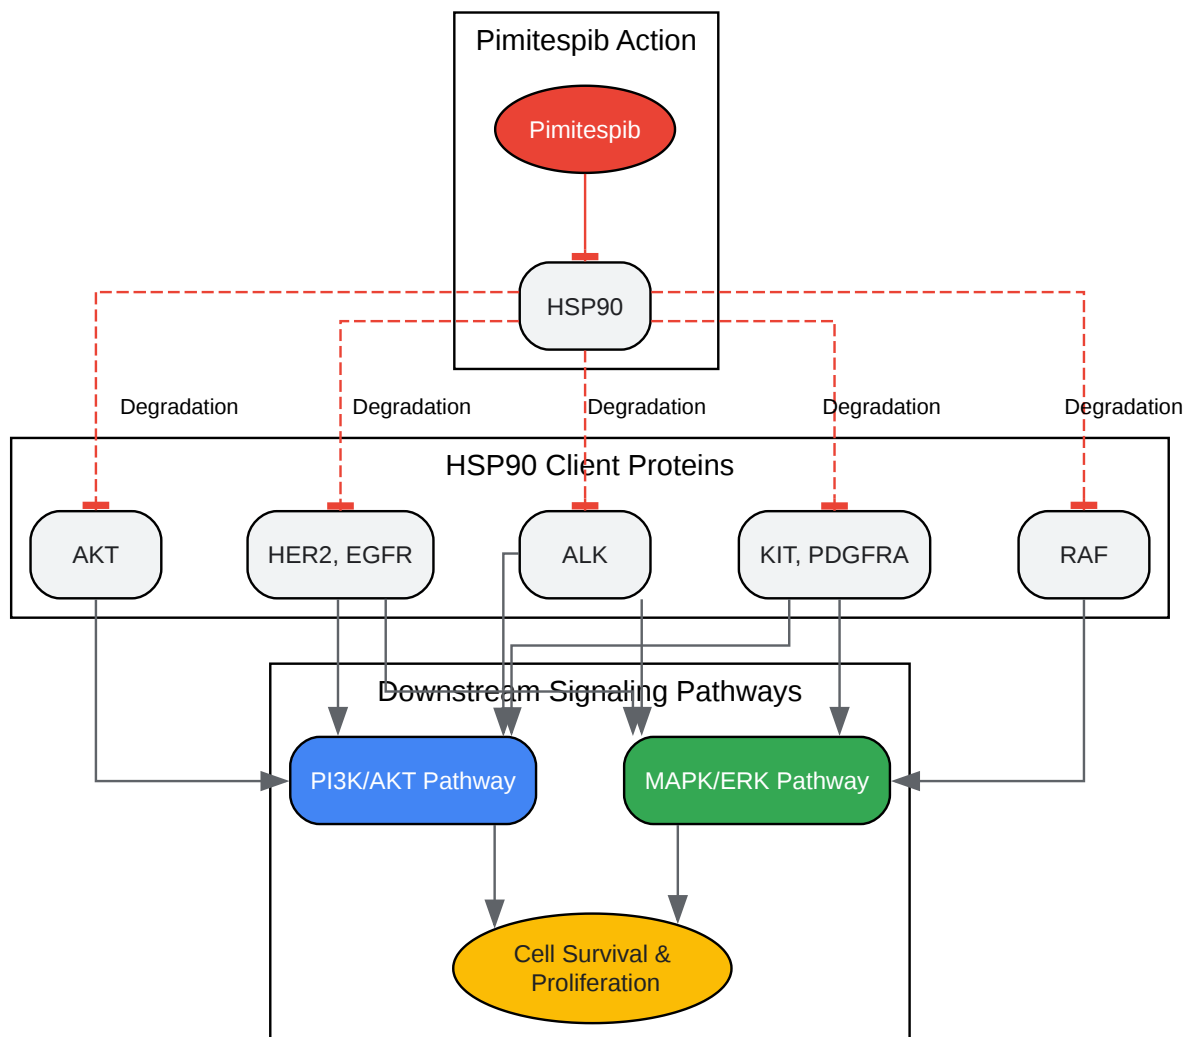 Pimitespib Action
Pimitespib
HSP90
Degradation
Degradation
Degradation
Degradation
Degradation
HSP90 Client Proteins
AKT
HER2, EGFR
ALK
KIT, PDGFRA
RAF
Downstream Signaling Pathways
PI3K/AKT Pathway
MAPK/ERK Pathway
Cell Survival &
Proliferation